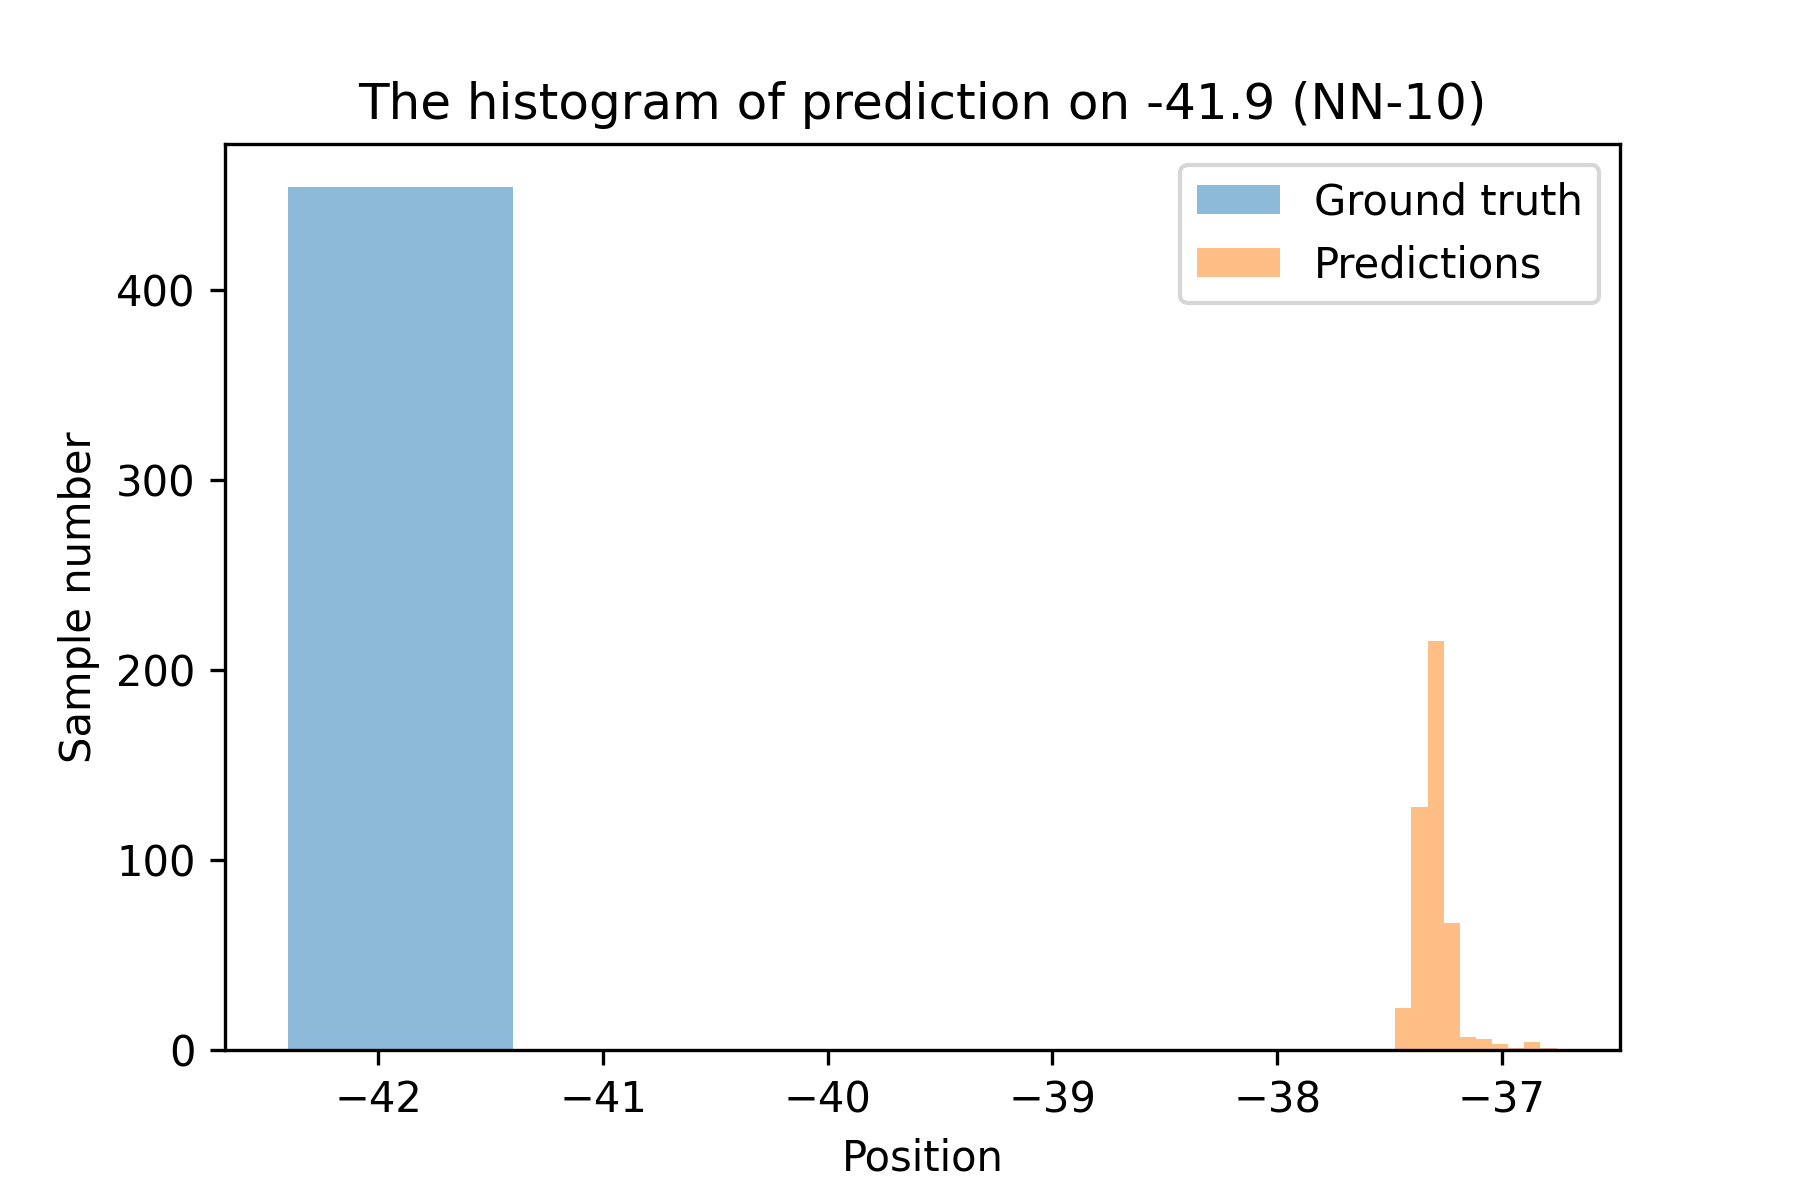 The histogram of prediction on -41.9 (NN-10)
Ground truth
Predictions
400
300
200
100
0
Sample number
−42 −41 −40 −39 −38 −37
Position